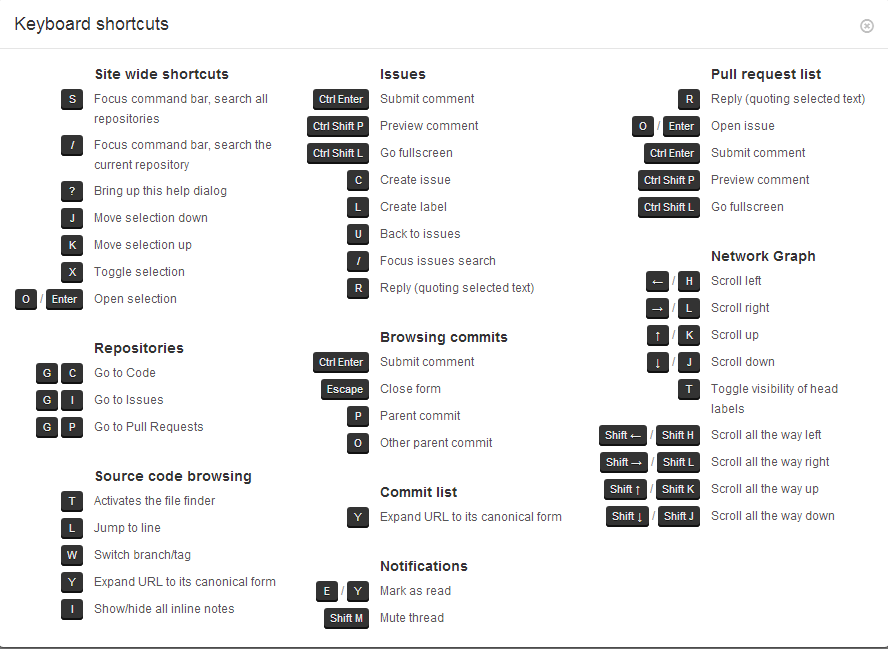 Keyboard shortcuts
Site wide shortcuts
S Focus command bar, search all
repositories
/ Focus command bar, search the
current repository
? Bring up this help dialog
J Move selection down
K Move selection up
X Toggle selection
O / Enter Open selection
Repositories
G C Go to Code
G I Go to Issues
G P Go to Pull Requests
Source code browsing
T Activates the file finder
L Jump to line
W Switch branch/tag
Y Expand URL to its canonical form
I Show/hide all inline notes
Issues
Ctrl Enter Submit comment
Ctrl Shift P Preview comment
Ctrl Shift L Go fullscreen
C Create issue
L Create label
U Back to issues
/ Focus issues search
R Reply (quoting selected text)
Browsing commits
Ctrl Enter Submit comment
Escape Close form
P Parent commit
O Other parent commit
Commit list
Y Expand URL to its canonical form
Notifications
E / Y Mark as read
Shift M Mute thread
Pull request list
R Reply (quoting selected text)
O / Enter Open issue
Ctrl Enter Submit comment
Ctrl Shift P Preview comment
Ctrl Shift L Go fullscreen
Network Graph
← / H Scroll left
→ / L Scroll right
↑ / K Scroll up
↓ / J Scroll down
T Toggle visibility of head
labels
Shift ← / Shift H Scroll all the way left
Shift → / Shift L Scroll all the way right
Shift ↑ / Shift K Scroll all the way up
Shift ↓ / Shift J Scroll all the way down